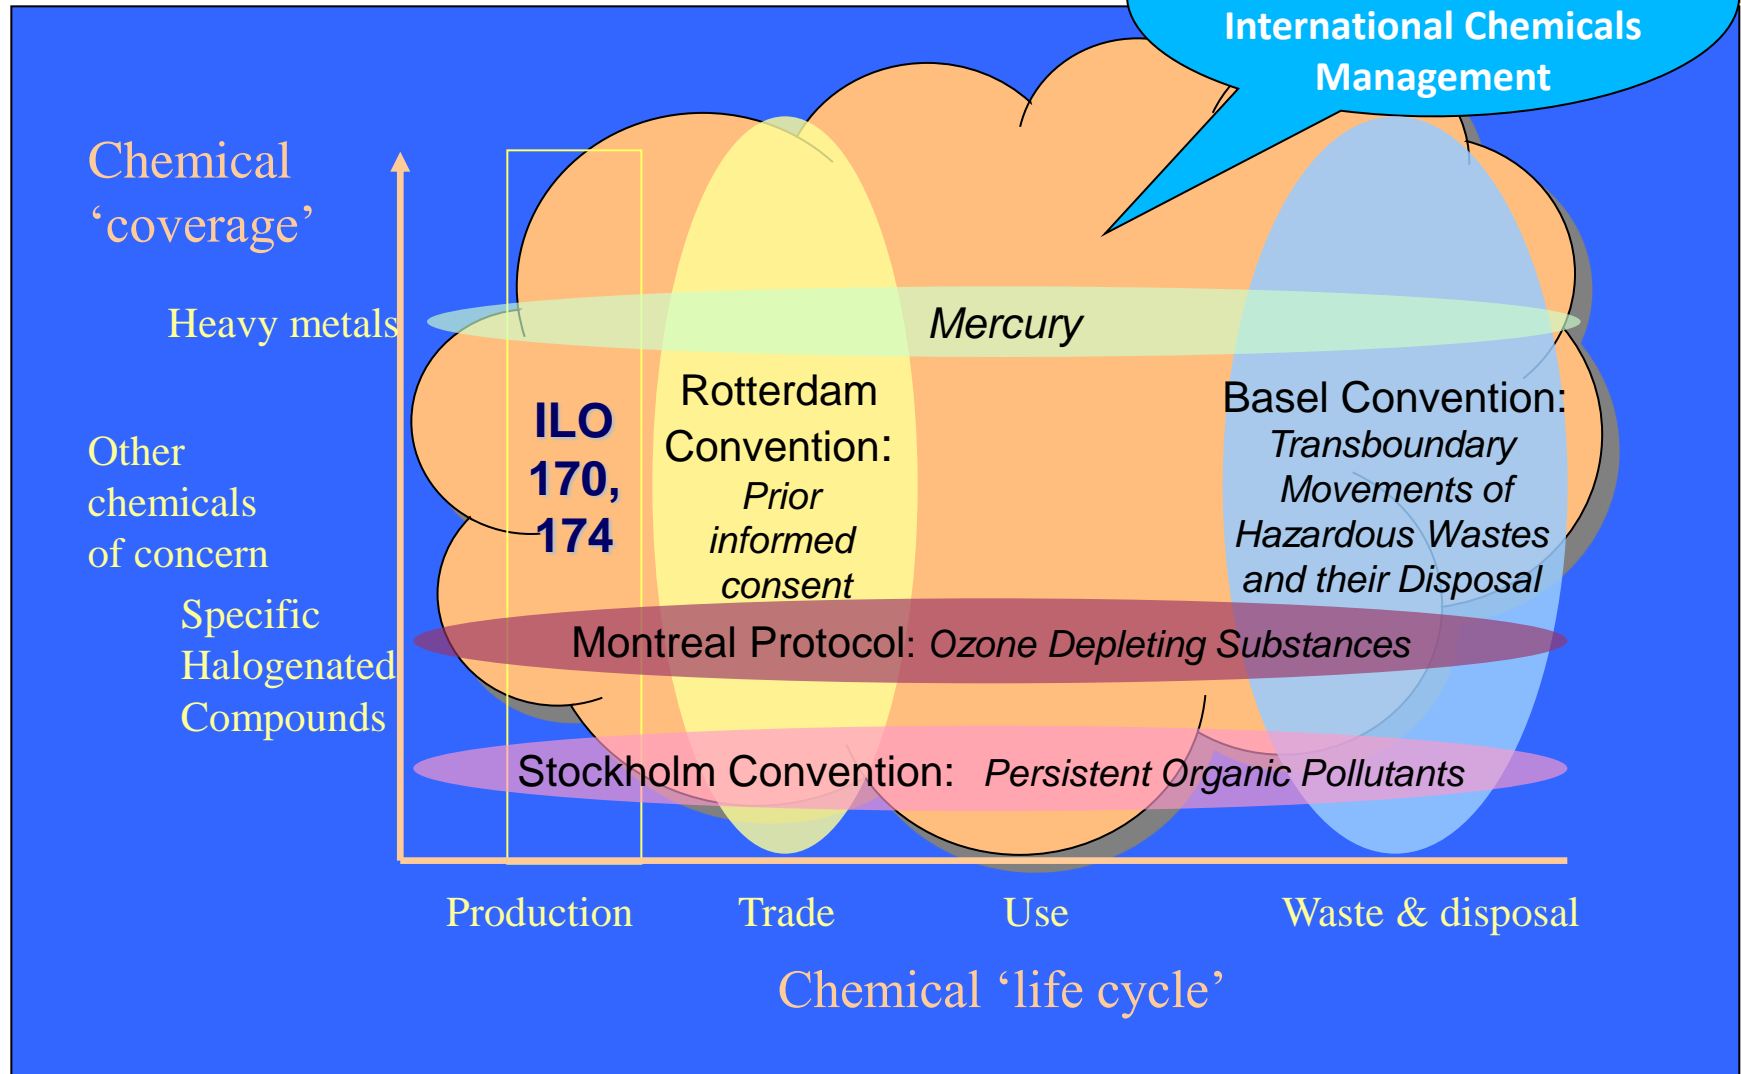 International Chemicals
Management
Chemical
‘coverage’
Heavy metals
Mercury
Other
chemicals
of concern
Specific
Halogenated
Compounds
ILO
170,
174
Rotterdam
Convention:
Prior
informed
consent
Basel Convention:
Transboundary
Movements of
Hazardous Wastes
and their Disposal
Montreal Protocol: Ozone Depleting Substances
Stockholm Convention: Persistent Organic Pollutants
Production Trade Use Waste & disposal
Chemical ‘life cycle’